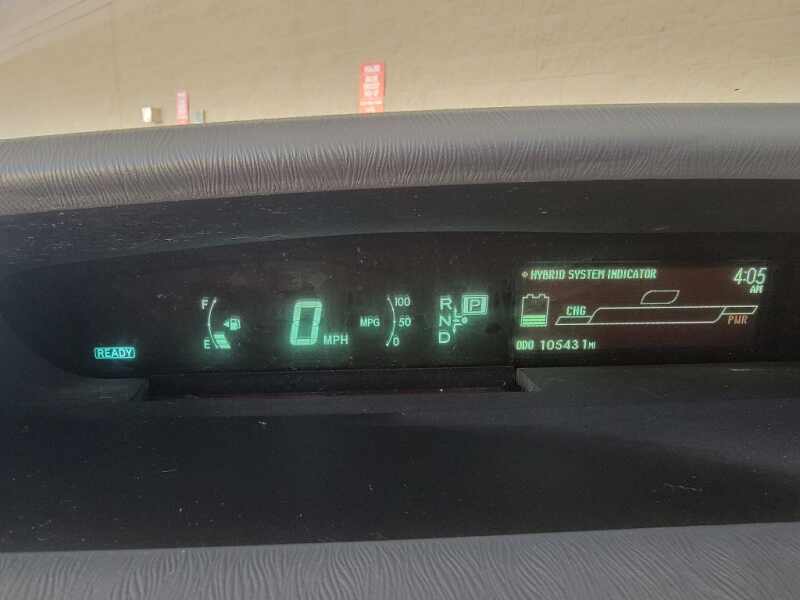 READY
F
E
0 MPH
MPG
100
50
0
R
N
D
P
HYBRID SYSTEM INDICATOR
4:05
AM
CHG
PWR
ODO 105431 MI